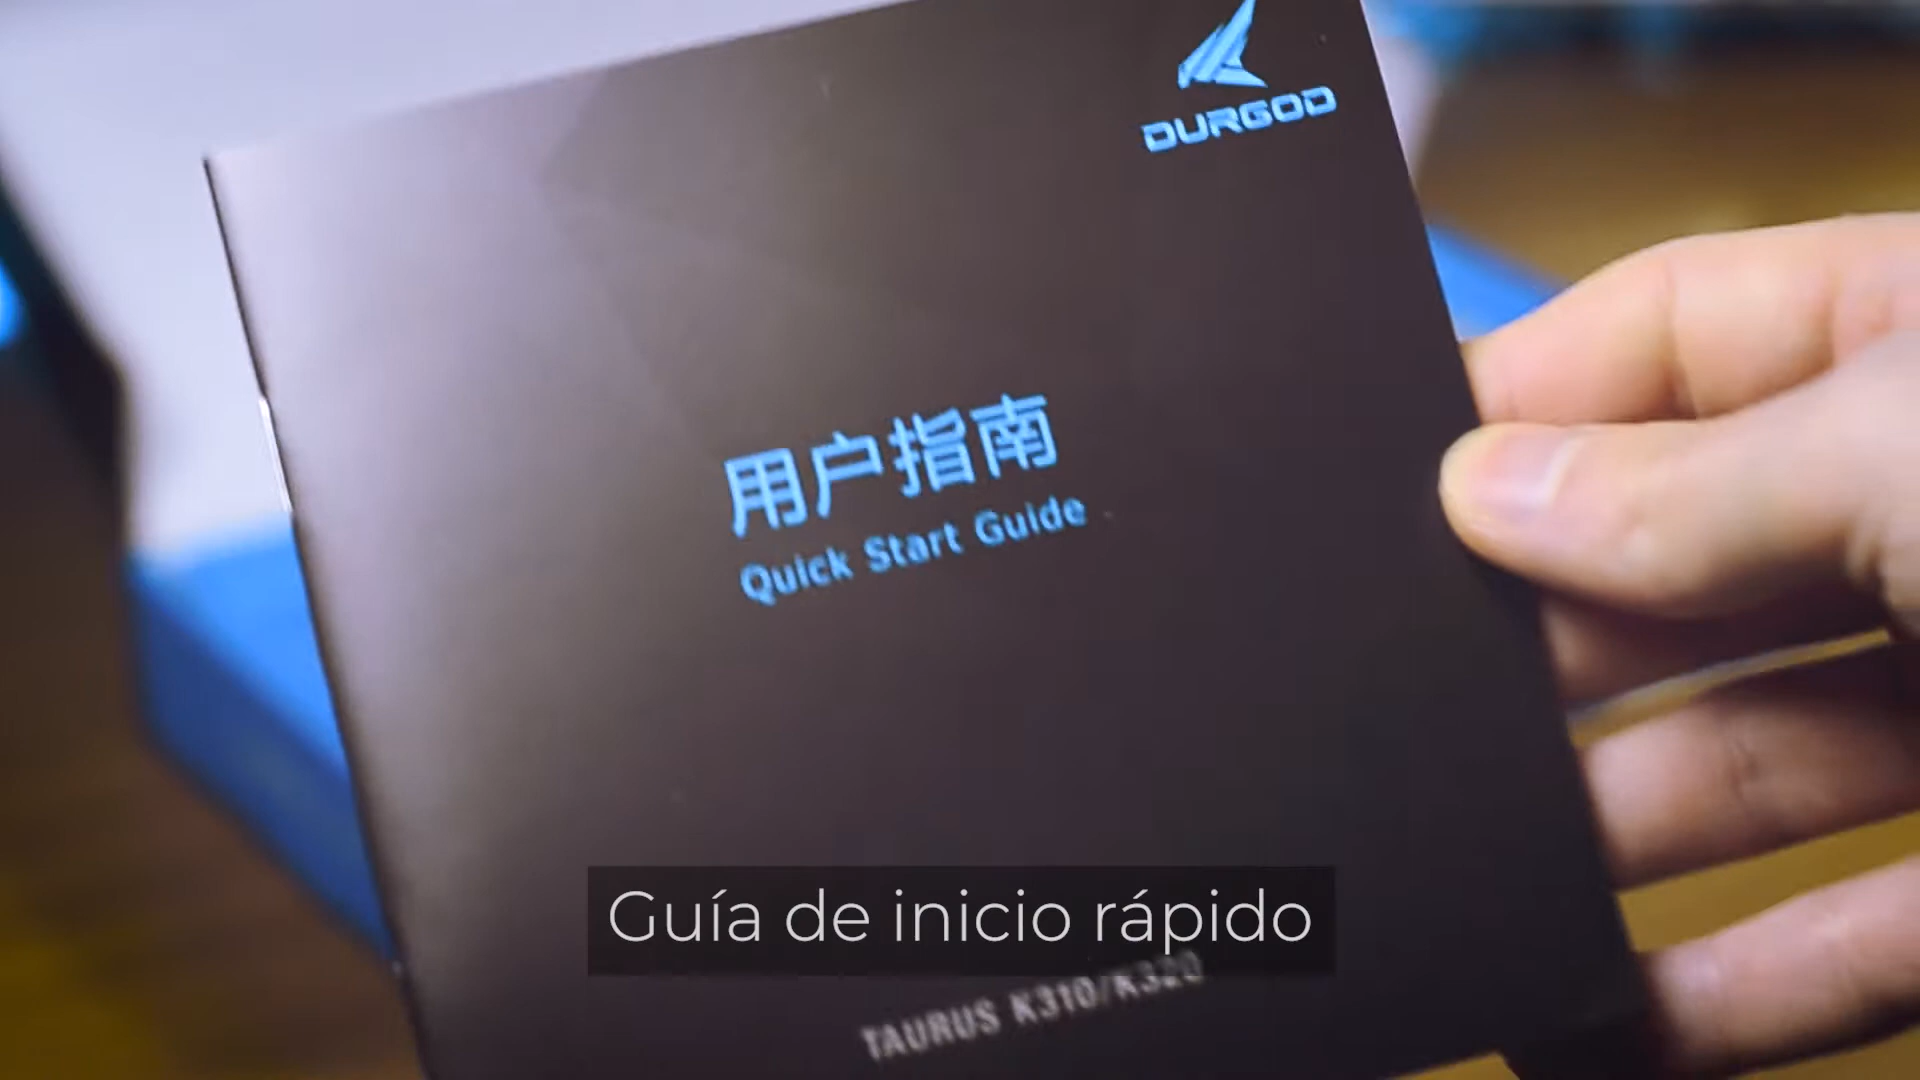 DURGOD
用户指南
Quick Start Guide
Guía de inicio rápido
TAURUS K310/K320